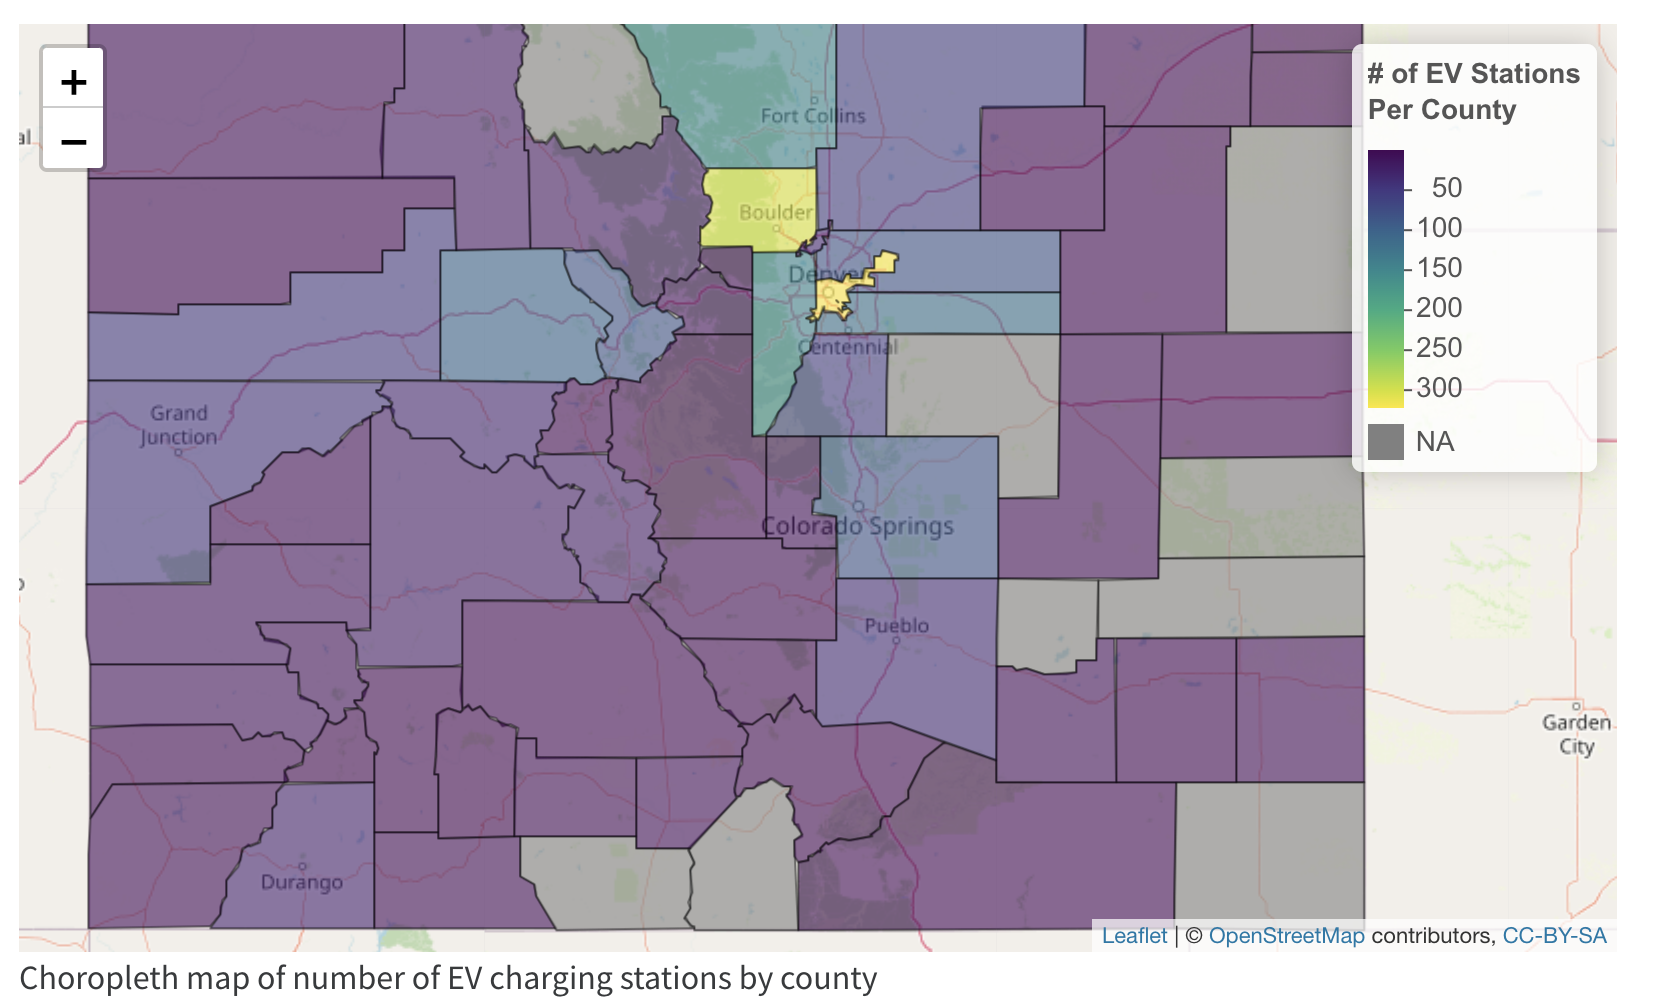 +
−
al
# of EV Stations
Per County
50
100
150
200
250
300
NA
Fort Collins
Boulder
Denver
Centennial
Grand
Junction
Colorado Springs
Pueblo
Garden
City
Durango
Leaflet | © OpenStreetMap contributors, CC-BY-SA
Choropleth map of number of EV charging stations by county